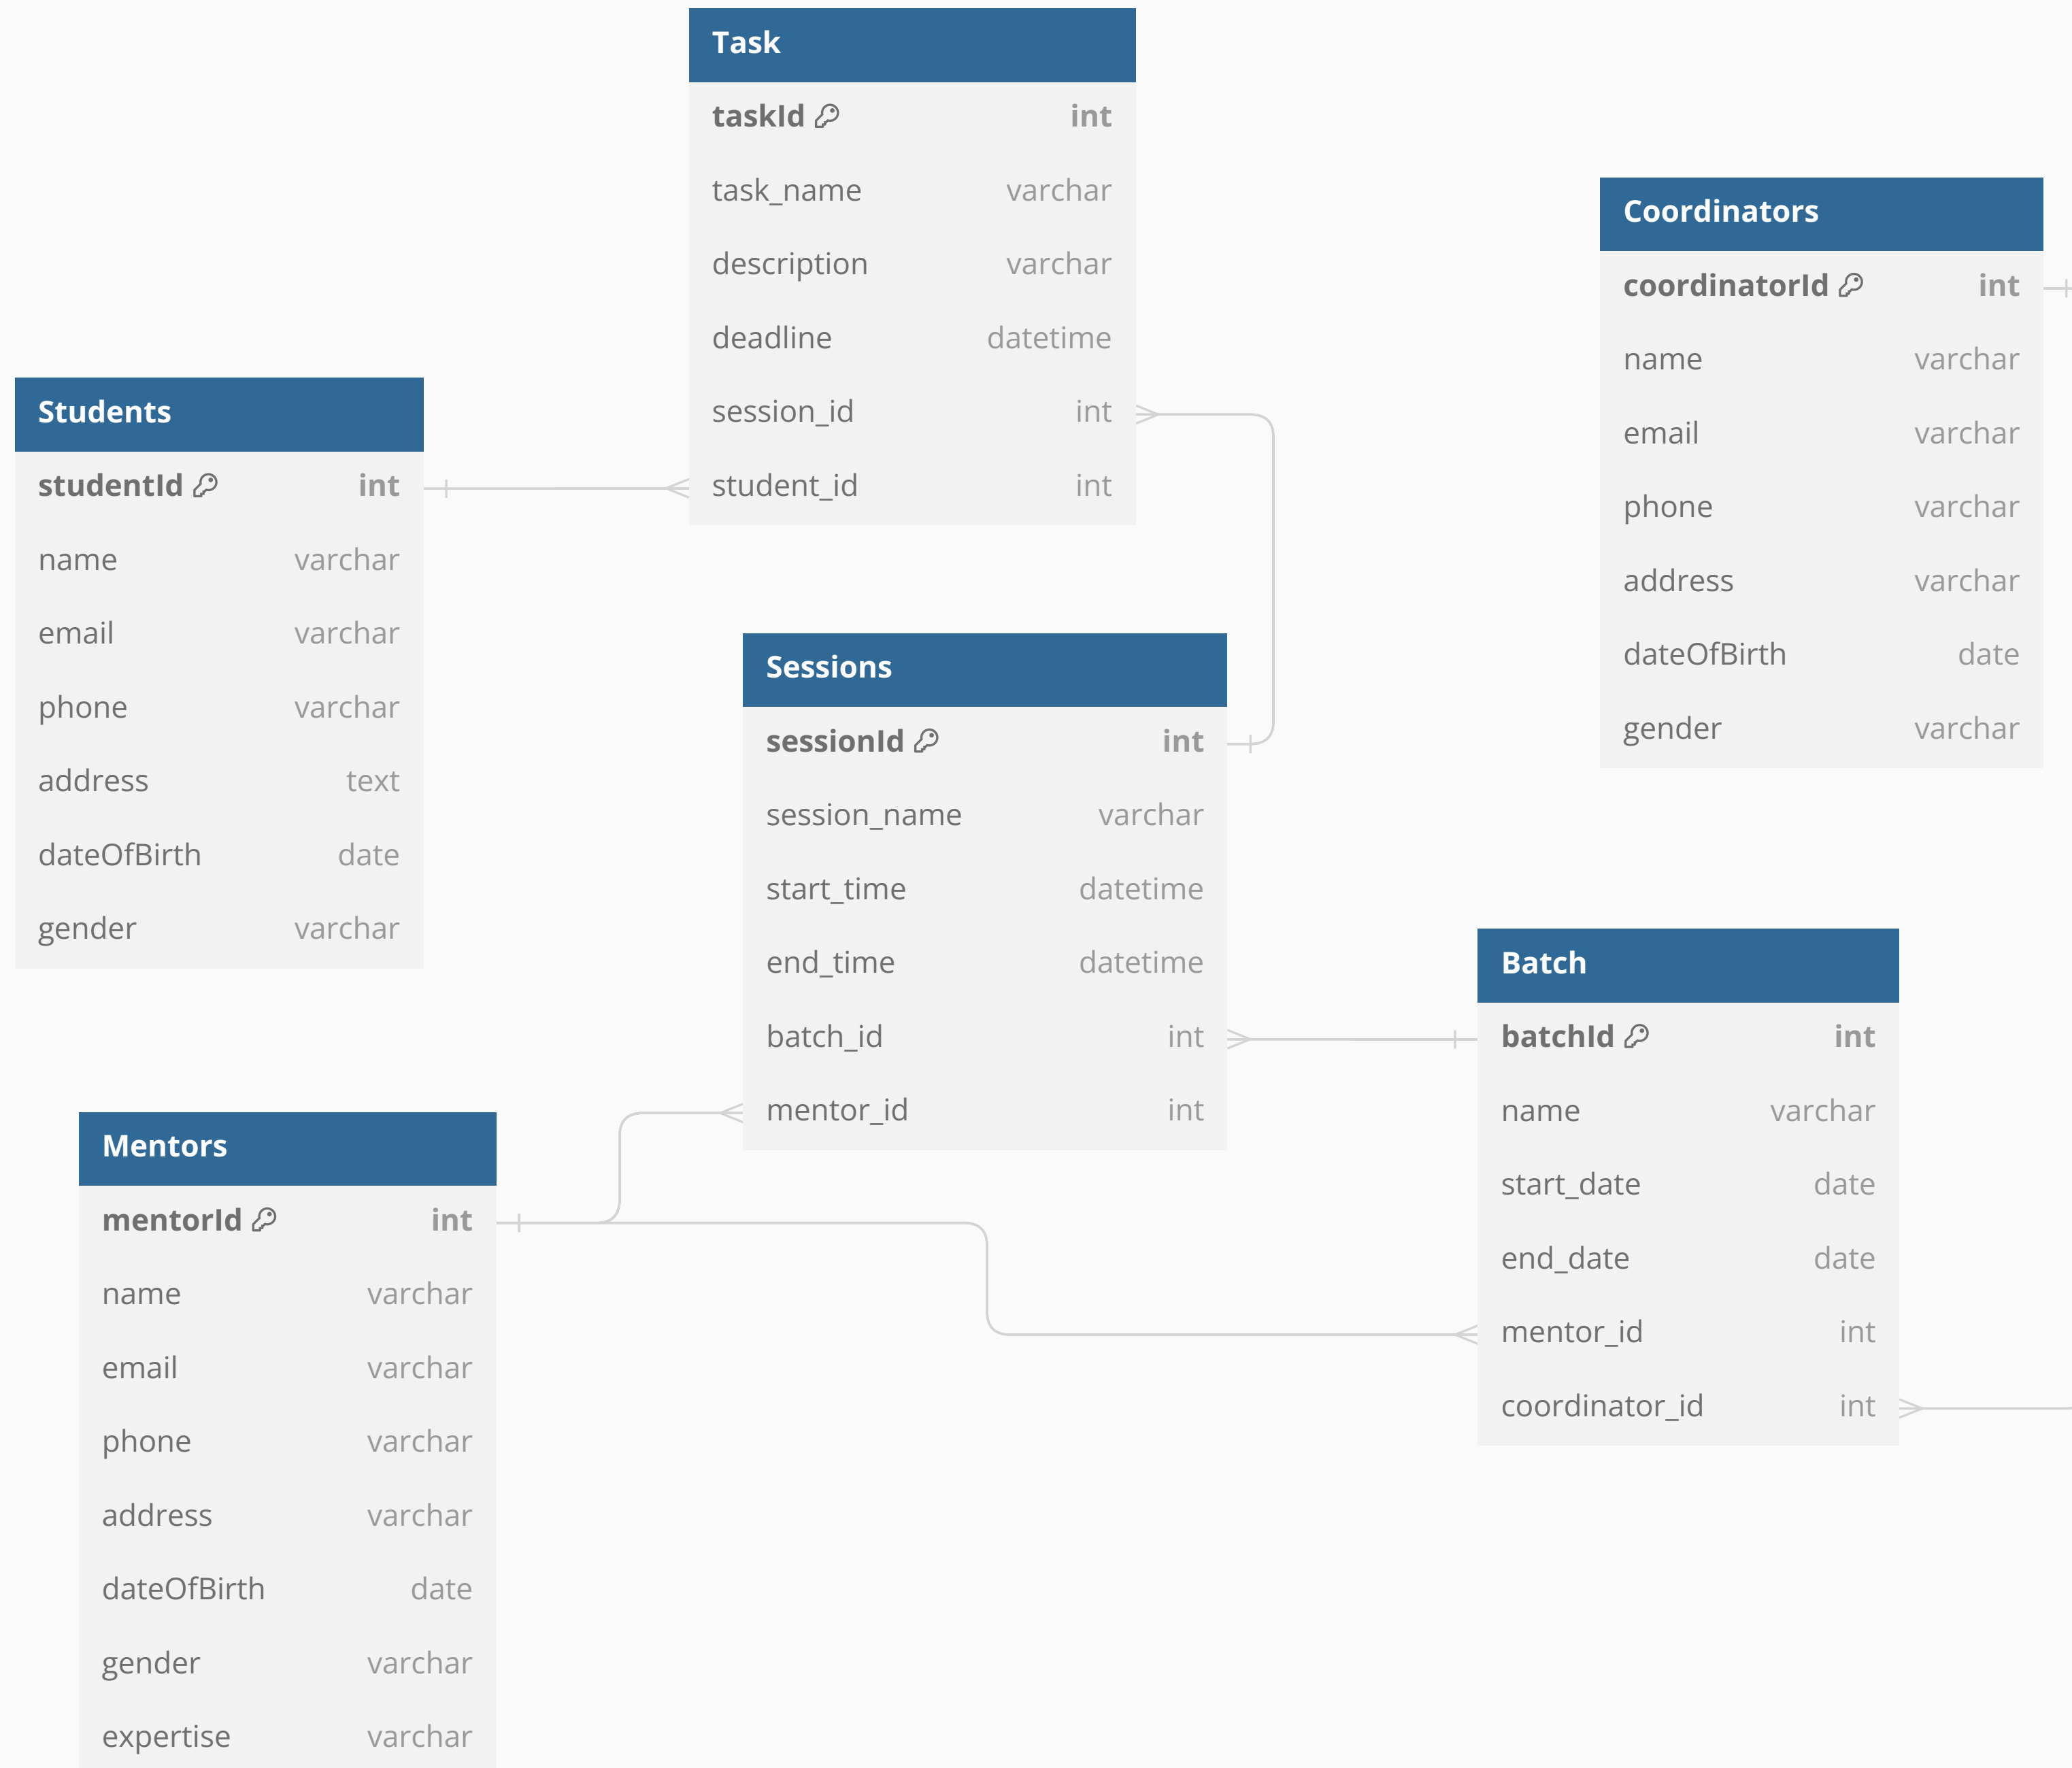 Task
taskId int
task_name varchar
description varchar
deadline datetime
session_id int
student_id int
Coordinators
coordinatorId int
name varchar
email varchar
phone varchar
address varchar
dateOfBirth date
gender varchar
Students
studentId int
name varchar
email varchar
phone varchar
address text
dateOfBirth date
gender varchar
Sessions
sessionId int
session_name varchar
start_time datetime
end_time datetime
batch_id int
mentor_id int
Batch
batchId int
name varchar
start_date date
end_date date
mentor_id int
coordinator_id int
Mentors
mentorId int
name varchar
email varchar
phone varchar
address varchar
dateOfBirth date
gender varchar
expertise varchar